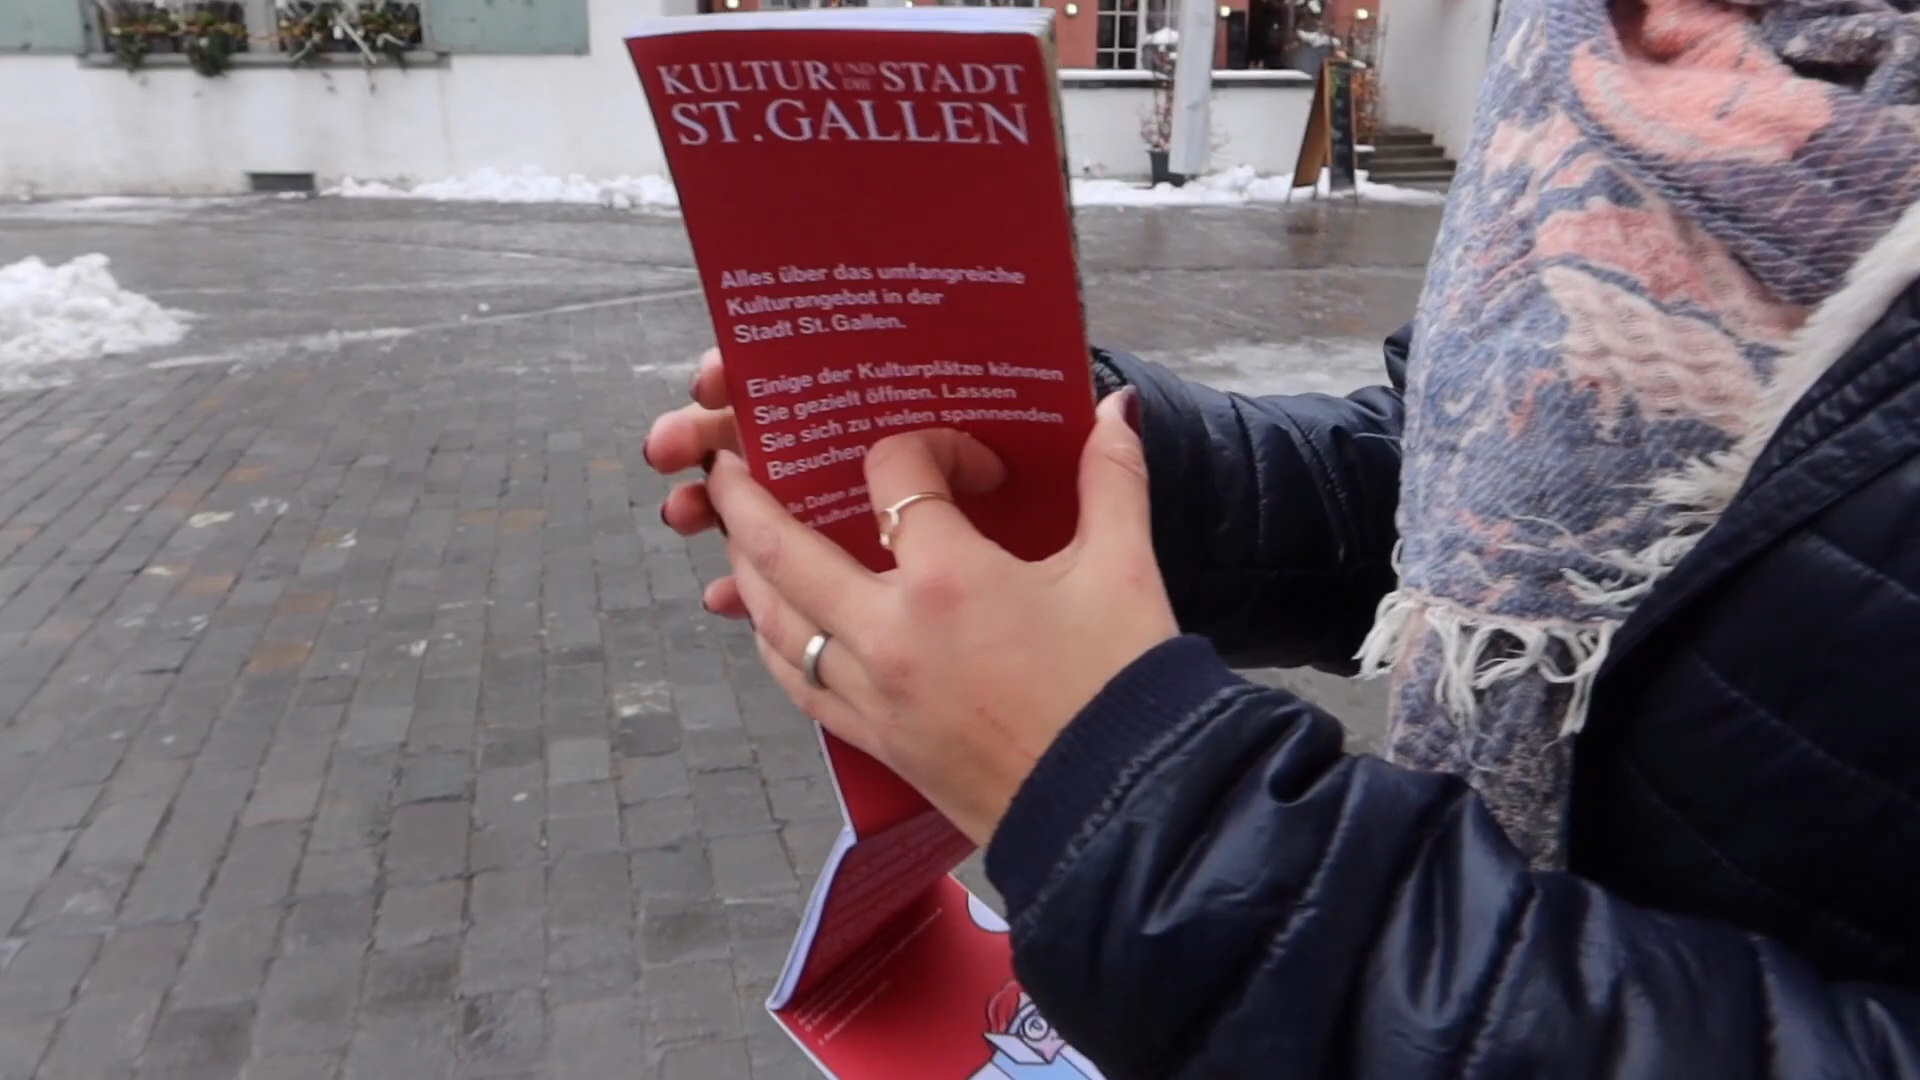 KULTUR UND DIE STADT
ST.GALLEN
Alles über das umfangreiche
Kulturangebot in der
Stadt St. Gallen.
Einige der Kulturplätze können
Sie gezielt öffnen. Lassen
Sie sich zu vielen spannenden
Besuchen
Daten